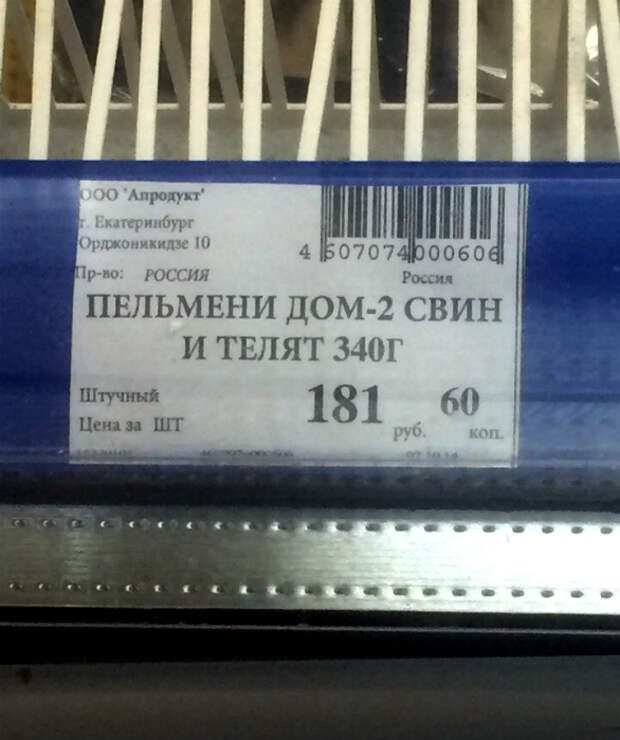 ООО 'Апродукт'
г. Екатеринбург
Орджоникидзе 10
4 607074 000606
Пр-во: РОССИЯ
Россия
ПЕЛЬМЕНИ ДОМ-2 СВИН
И ТЕЛЯТ 340Г
Штучный
Цена за ШТ
181 руб. 60 коп.